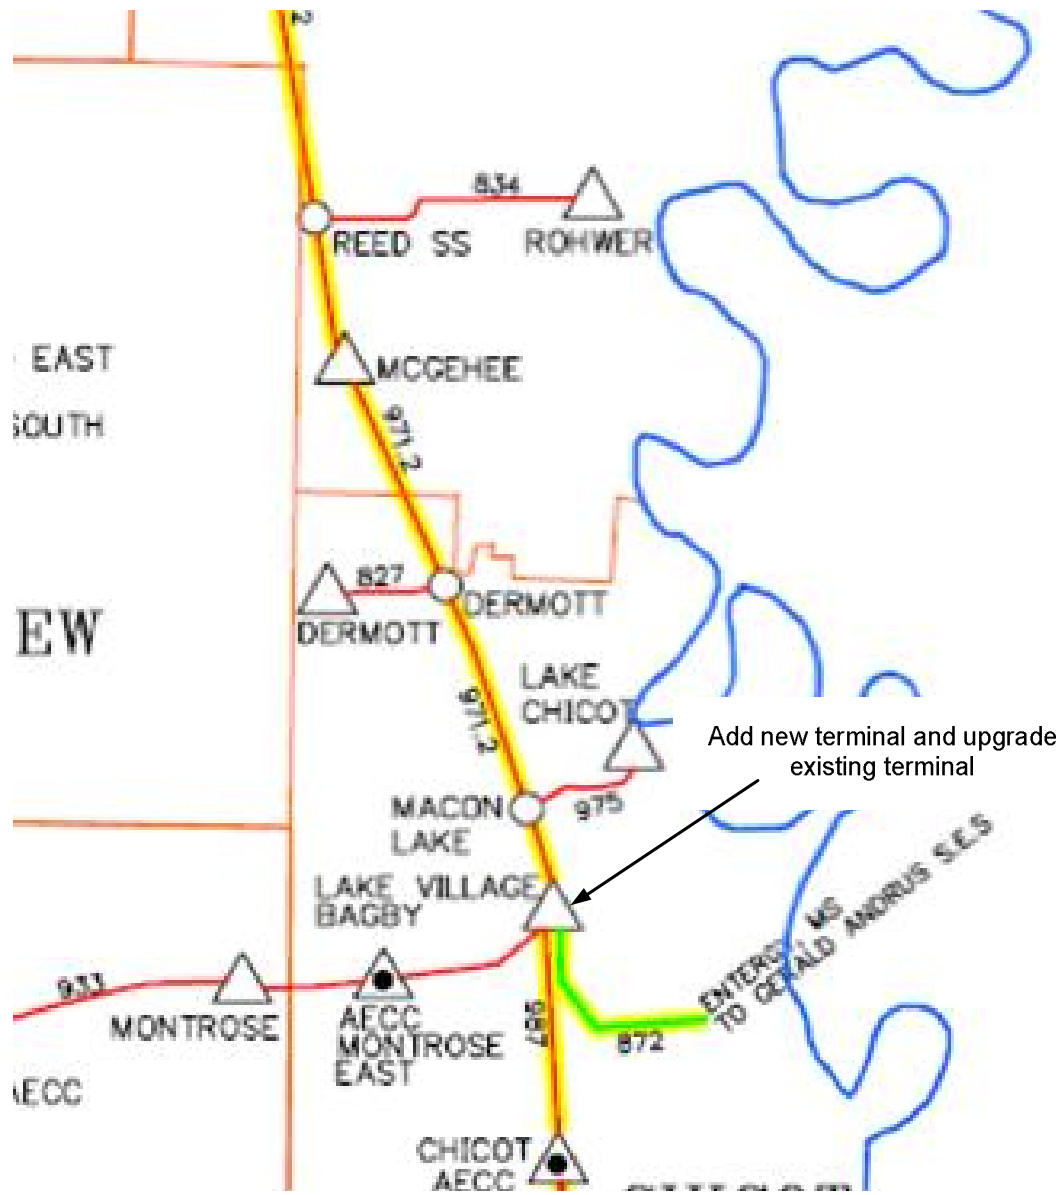 834
REED SS
ROHWER
EAST
MCGEHEE
SOUTH
971.2
827
DERMOTT
DERMOTT
EW
LAKE
CHICOT
971.2
Add new terminal and upgrade
existing terminal
975
MACON
LAKE
LAKE VILLAGE
BAGBY
ENTERGY MS
TO GERALD ANDRUS S.E.S
933
MONTROSE
AECC
MONTROSE
EAST
872
AECC
CHICOT
AECC